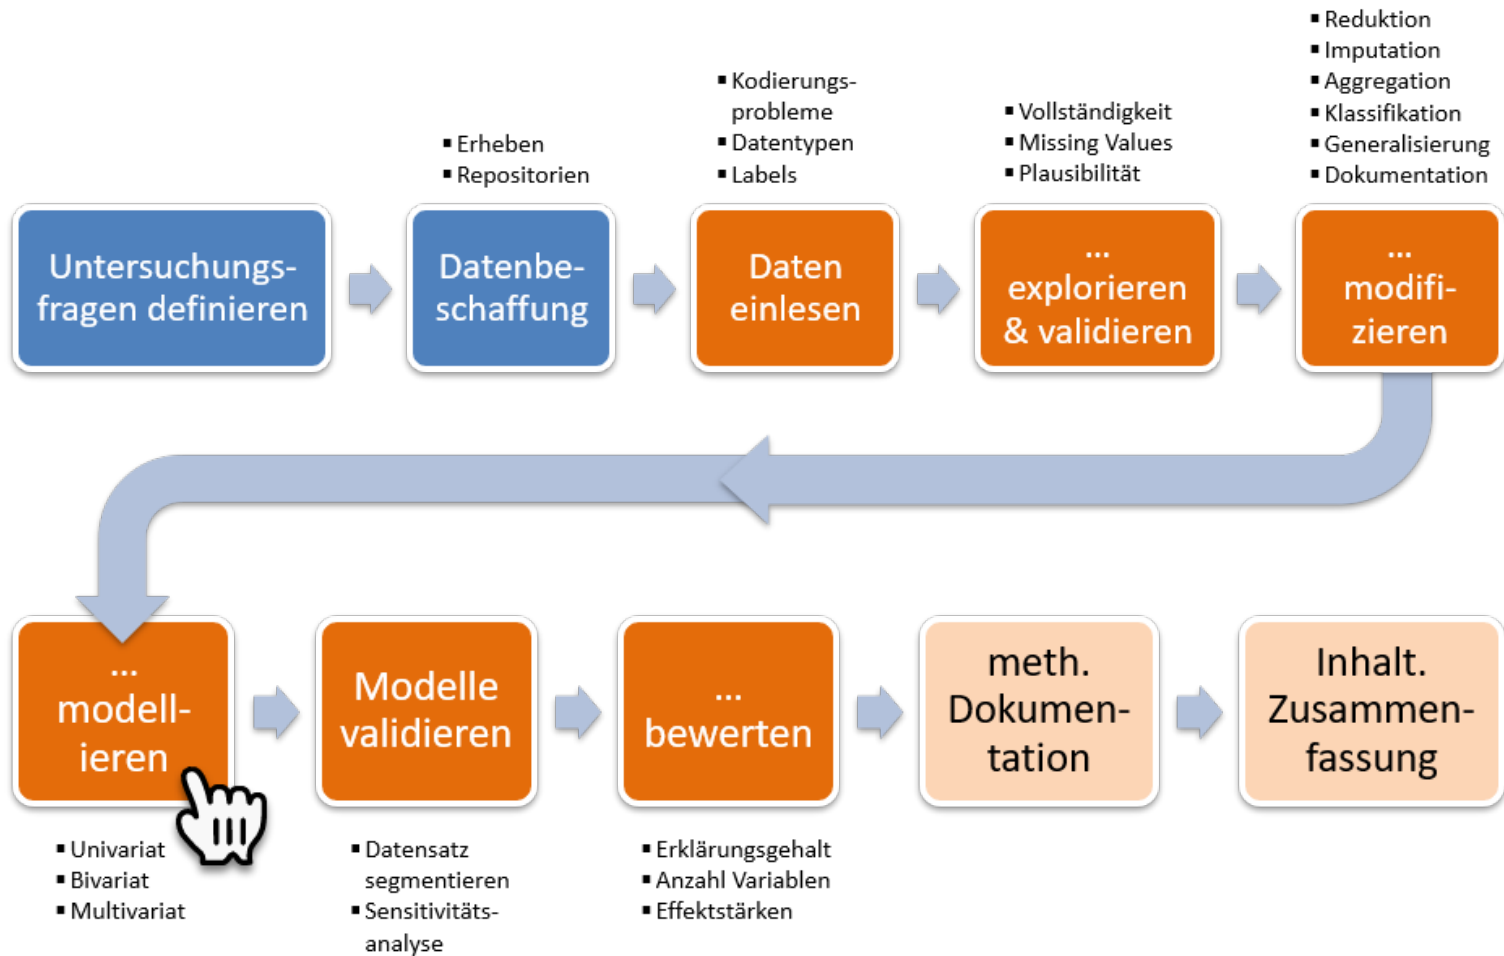 ▪ Erheben
▪ Repositorien
▪ Kodierungs-
probleme
▪ Datentypen
▪ Labels
▪ Vollständigkeit
▪ Missing Values
▪ Plausibilität
▪ Reduktion
▪ Imputation
▪ Aggregation
▪ Klassifikation
▪ Generalisierung
▪ Dokumentation
Untersuchungs-
fragen definieren
Datenbe-
schaffung
Daten
einlesen
...
explorieren
& validieren
...
modifi-
zieren
...
modell-
ieren
Modelle
validieren
...
bewerten
meth.
Dokumen-
tation
Inhalt.
Zusammen-
fassung
▪ Univariat
▪ Bivariat
▪ Multivariat
▪ Datensatz
segmentieren
▪ Sensitivitäts-
analyse
▪ Erklärungsgehalt
▪ Anzahl Variablen
▪ Effektstärken